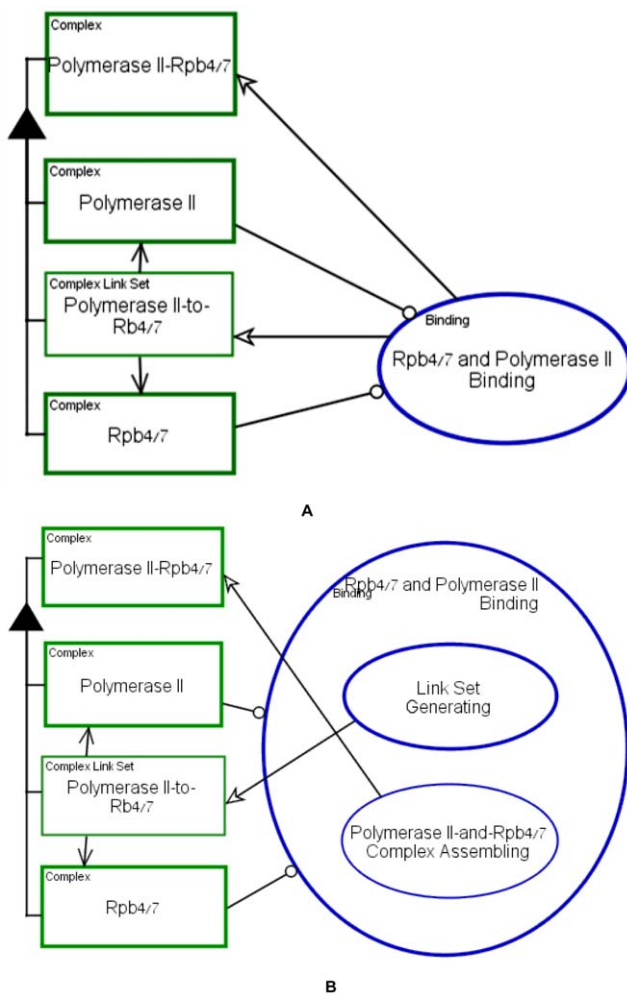 Complex
Polymerase II-Rpb4/7
Complex
Polymerase II
Complex Link Set
Polymerase II-to-
Rb4/7
Complex
Rpb4/7
Binding
Rpb4/7 and Polymerase II
Binding
A
Complex
Polymerase II-Rpb4/7
Complex
Polymerase II
Complex Link Set
Polymerase II-to-
Rb4/7
Complex
Rpb4/7
Binding
Rpb4/7 and Polymerase II
Binding
Link Set
Generating
Polymerase II-and-Rpb4/7
Complex Assembling
B